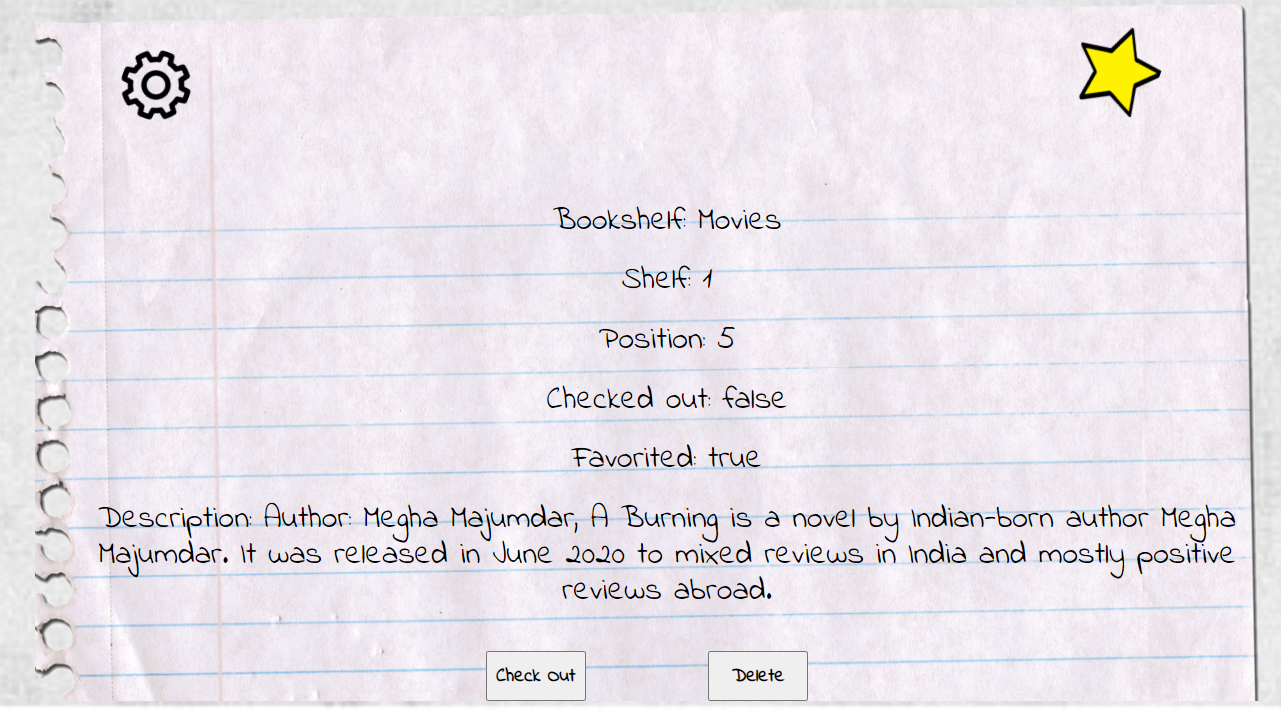 Bookshelf: Movies
Shelf: 1
Position: 5
Checked out: false
Favorited: true
Description: Author: Megha Majumdar, A Burning is a novel by Indian-born author Megha
Majumdar. It was released in June 2020 to mixed reviews in India and mostly positive
reviews abroad.
Check Out
Delete